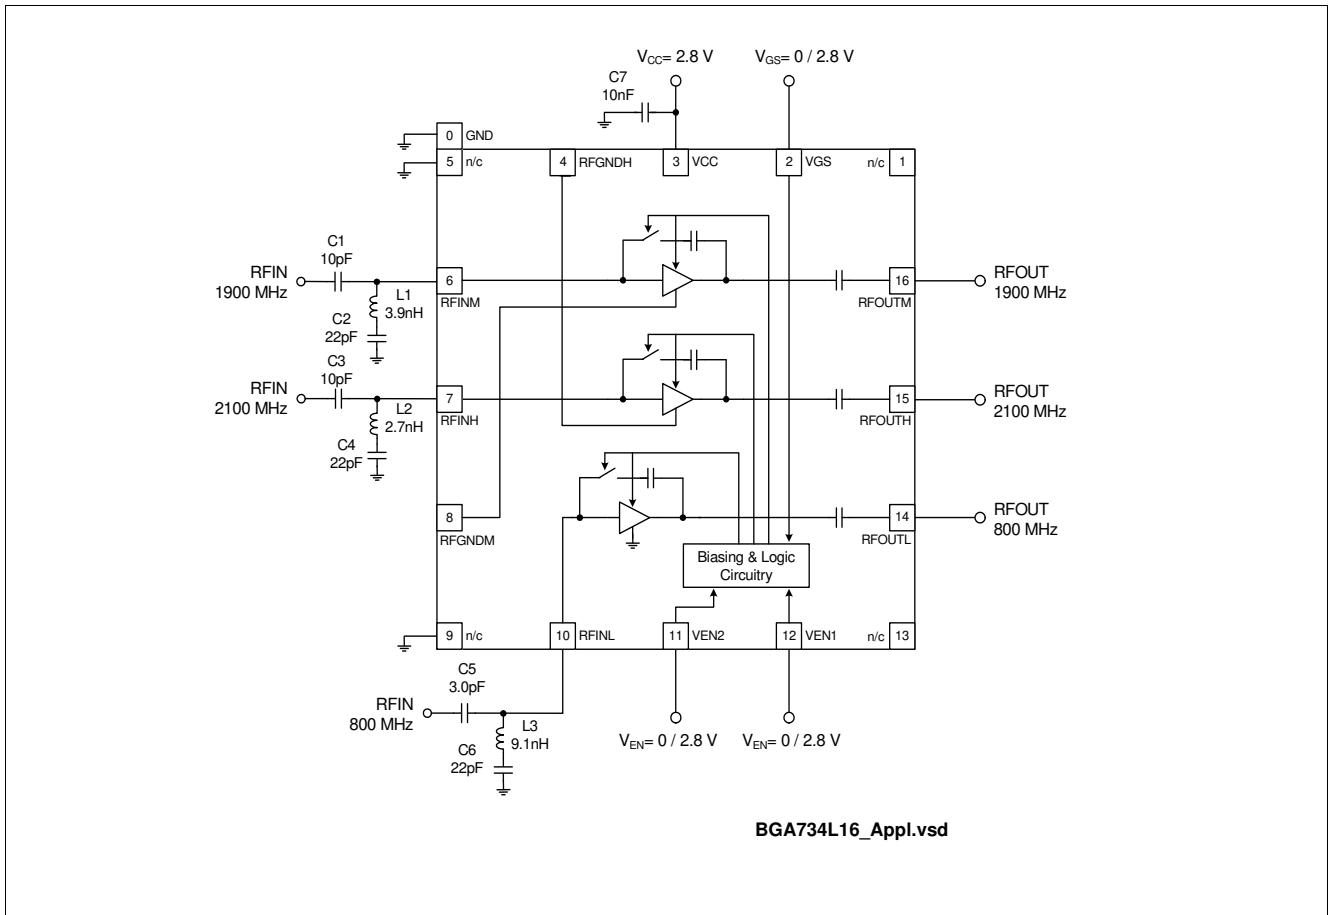 V_CC= 2.8 V
V_GS= 0 / 2.8 V
C7
10nF
0 GND
5 n/c
4 RFGNDH
3 VCC
2 VGS
n/c 1
C1
10pF
RFIN
1900 MHz
6
RFINM
L1
3.9nH
C2
22pF
16
RFOUTM
RFOUT
1900 MHz
C3
10pF
RFIN
2100 MHz
7
RFINH
L2
2.7nH
C4
22pF
15
RFOUTH
RFOUT
2100 MHz
8
RFGNDM
14
RFOUTL
RFOUT
800 MHz
Biasing & Logic
Circuitry
9 n/c
10 RFINL
11 VEN2
12 VEN1
n/c 13
C5
3.0pF
RFIN
800 MHz
L3
9.1nH
C6
22pF
V_EN= 0 / 2.8 V
V_EN= 0 / 2.8 V
BGA734L16_Appl.vsd